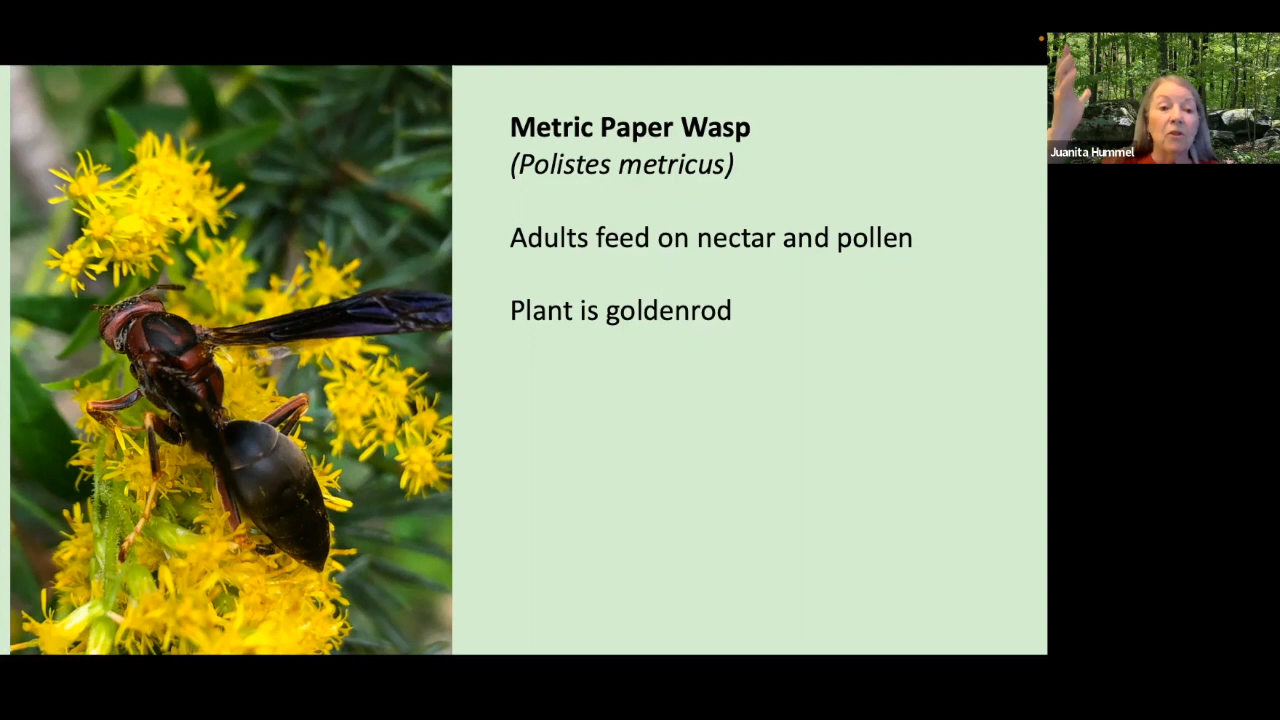 Metric Paper Wasp
(Polistes metricus)
Adults feed on nectar and pollen
Plant is goldenrod
Juanita Hummel